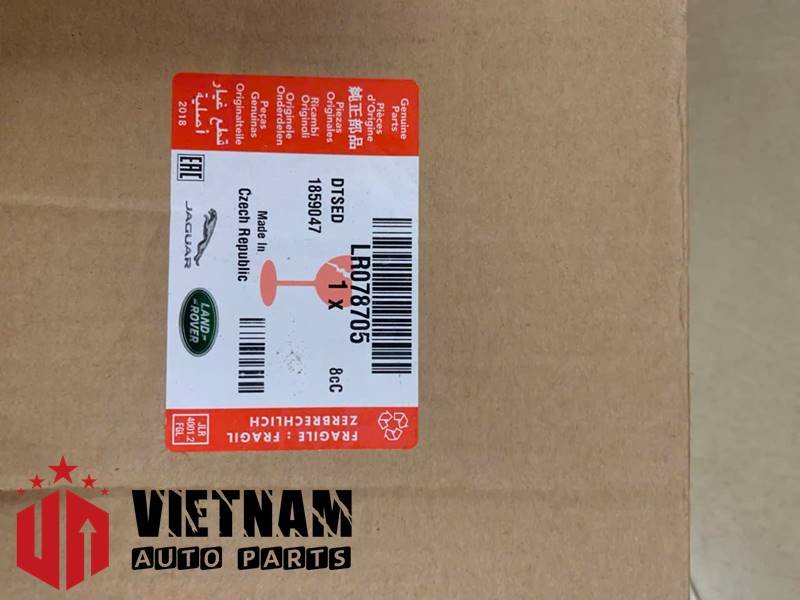 Genuine
Parts
Pièces
d'Origine
純正部品
Piezas
Originales
Ricambi
Originali
Originele
Onderdelen
Peças
Genuínas
Originalteile
قطع غيار
أصلية
2018
EAC
JAGUAR
LAND-
ROVER
DTSED
1859047
LR078705
1 x
Made In
Czech Republic
8cC
FRAGILE : FRAGIL
ZERBRECHLICH
JLR
4001.2
FGL
VIETNAM
AUTO PARTS